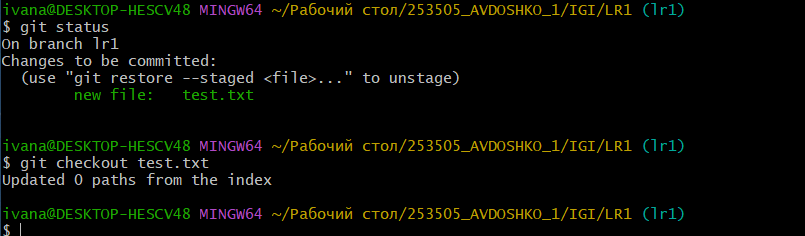 ivana@DESKTOP-HESCV48 MINGW64 ~/Рабочий стол/253505_AVDOSHKO_1/IGI/LR1 (lr1)
$ git status
On branch lr1
Changes to be committed:
  (use "git restore --staged <file>..." to unstage)
        new file:   test.txt
ivana@DESKTOP-HESCV48 MINGW64 ~/Рабочий стол/253505_AVDOSHKO_1/IGI/LR1 (lr1)
$ git checkout test.txt
Updated 0 paths from the index
ivana@DESKTOP-HESCV48 MINGW64 ~/Рабочий стол/253505_AVDOSHKO_1/IGI/LR1 (lr1)
$